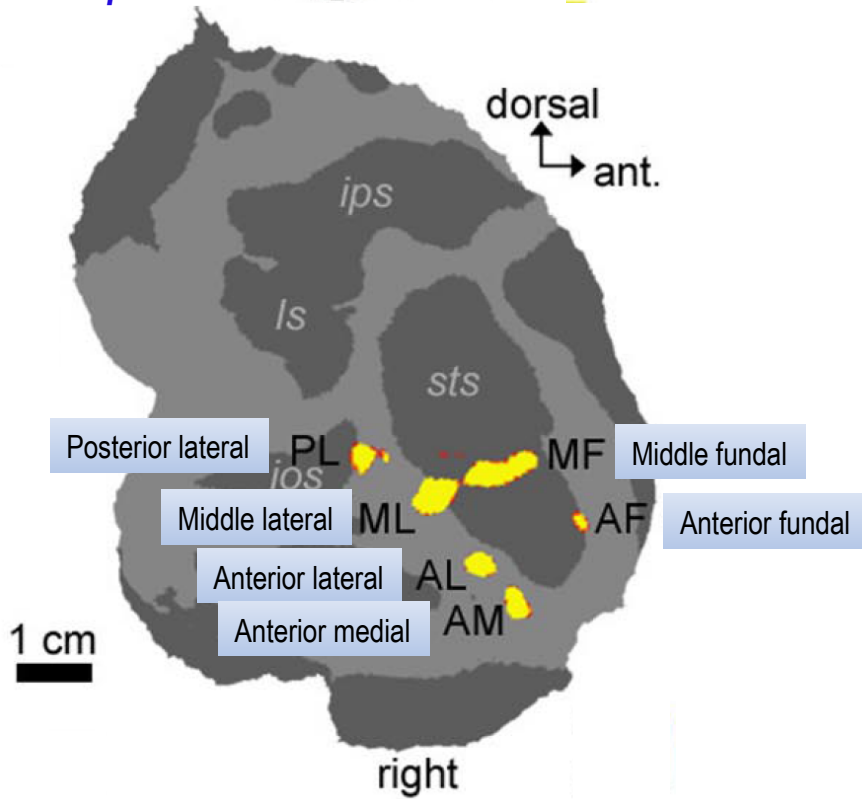 dorsal
ant.
ips
ls
sts
Posterior lateral PL
ios
MF Middle fundal
Middle lateral ML
AF Anterior fundal
Anterior lateral AL
Anterior medial AM
1 cm
right